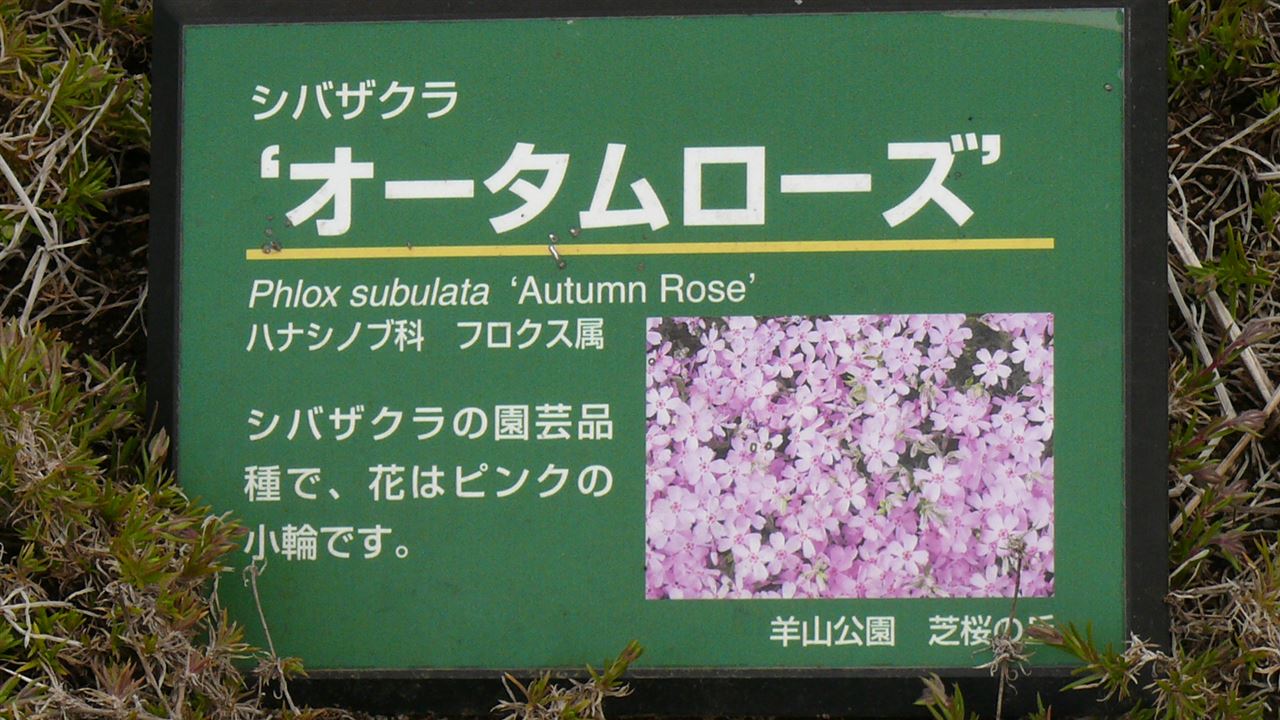 シバザクラ
‘オータムローズ’
Phlox subulata ‘Autumn Rose’
ハナシノブ科　フロクス属
シバザクラの園芸品
種で、花はピンクの
小輪です。
羊山公園　芝桜の丘